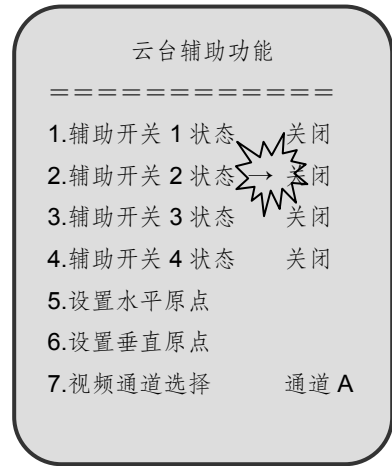 云台辅助功能
============
1.辅助开关 1 状态 关闭
2.辅助开关 2 状态 → 关闭
3.辅助开关 3 状态 关闭
4.辅助开关 4 状态 关闭
5.设置水平原点
6.设置垂直原点
7.视频通道选择 通道 A